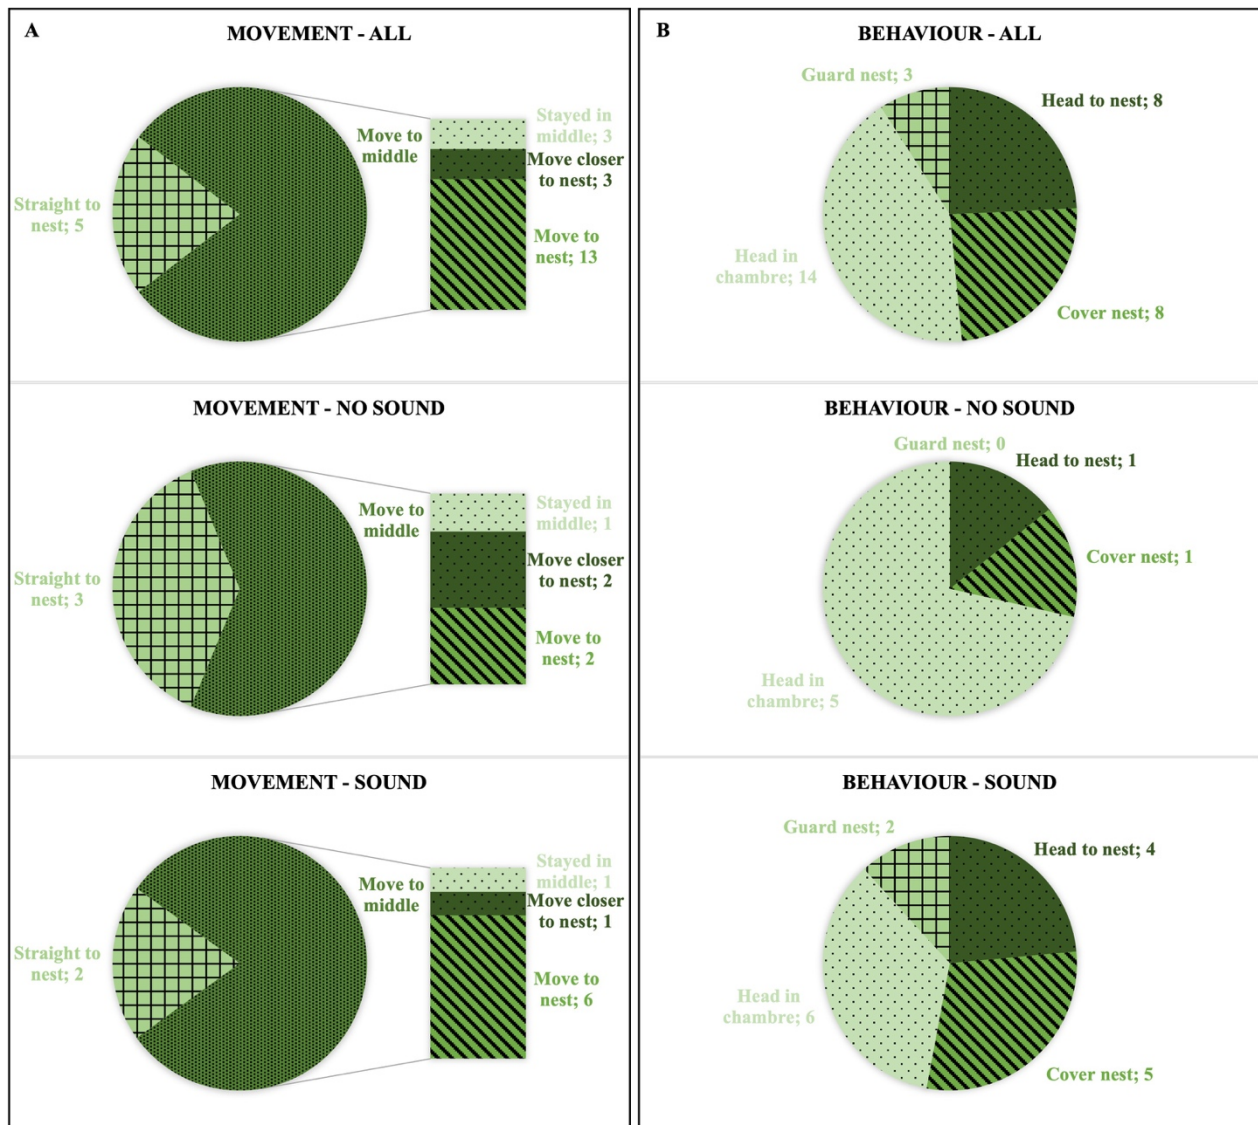 A
MOVEMENT - ALL
Straight to
nest; 5
Move to
middle
Stayed in
middle; 3
Move closer
to nest; 3
Move to
nest; 13
MOVEMENT - NO SOUND
Straight to
nest; 3
Move to
middle
Stayed in
middle; 1
Move closer
to nest; 2
Move to
nest; 2
MOVEMENT - SOUND
Straight to
nest; 2
Move to
middle
Stayed in
middle; 1
Move closer
to nest; 1
Move to
nest; 6
B
BEHAVIOUR - ALL
Guard nest; 3
Head to nest; 8
Head in
chambre; 14
Cover nest; 8
BEHAVIOUR - NO SOUND
Guard nest; 0
Head to nest; 1
Cover nest; 1
Head in
chambre; 5
BEHAVIOUR - SOUND
Guard nest; 2
Head to nest; 4
Head in
chambre; 6
Cover nest; 5